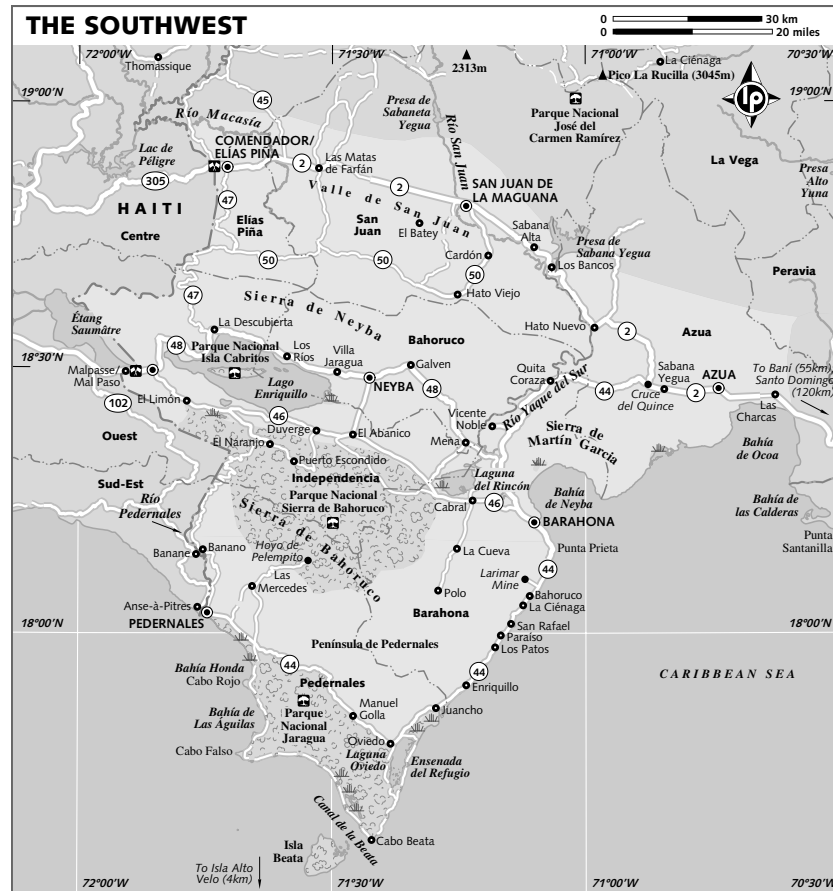 THE SOUTHWEST
0 30 km
0 20 miles
72°00'W
71°30'W
71°00'W
70°30'W
Thomassique
2313m
La Ciénaga
Pico La Rucilla (3045m)
lp
19°00'N
19°00'N
45
Río Macasía
Presa de
Sabaneta
Yegua
Río San Juan
Parque Nacional
José del
Carmen Ramírez
La Vega
Lac de
Péligre
COMENDADOR/
ELÍAS PIÑA
2
Las Matas
de Farfán
305
2
Presa
Alto
Yuna
HAITI
Centre
47
Elías
Piña
Valle de San Juan
San
Juan
El Batey
SAN JUAN DE
LA MAGUANA
Sabana
Alta
Presa de
Sabana Yegua
Cardón
Los Bancos
50
50
50
Peravia
47
Hato Viejo
Sierra de Neyba
Étang
Saumâtre
La Descubierta
Bahoruco
Hato Nuevo
2
Azua
48
Parque Nacional
Isla Cabritos
Los
Ríos
Villa
Jaragua
Galven
18°30'N
18°30'N
Malpasse/
Mal Paso
Lago
Enriquillo
NEYBA
48
Quita
Coraza
Río Yaque del Sur
44
Sabana
Yegua
AZUA
To Baní (55km),
Santo Domingo
(120km)
Cruce
del Quince
2
Las
Charcas
102
El Limón
46
Ouest
Duverge
El Abanico
Vicente
Noble
Sierra de
Martín García
Bahía
de Ocoa
El Naranjo
Mena
Puerto Escondido
Independencia
Laguna
del Rincón
Sud-Est
Río
Pedernales
Parque Nacional
Sierra de Bahoruco
Cabral
46
Bahía
de Neyba
Bahía de
las Calderas
Sierra de Bahoruco
BARAHONA
Punta
Santanilla
Banane
Banano
Hoyo de
Pelempito
La Cueva
Punta Prieta
44
Las
Mercedes
Larimar
Mine
Polo
Bahoruco
Anse-à-Pitres
Barahona
La Ciénaga
PEDERNALES
San Rafael
18°00'N
18°00'N
Península de Pedernales
Paraíso
Los Patos
Bahía Honda
44
44
CARIBBEAN SEA
Cabo Rojo
Pedernales
Enriquillo
Bahía de
Las Águilas
Parque
Nacional
Jaragua
Manuel
Golla
Juancho
Oviedo
Cabo Falso
Laguna
Oviedo
Ensenada
del Refugio
Canal de la Beata
Isla
Beata
Cabo Beata
To Isla Alto
Velo (4km)
72°00'W
71°30'W
71°00'W
70°30'W